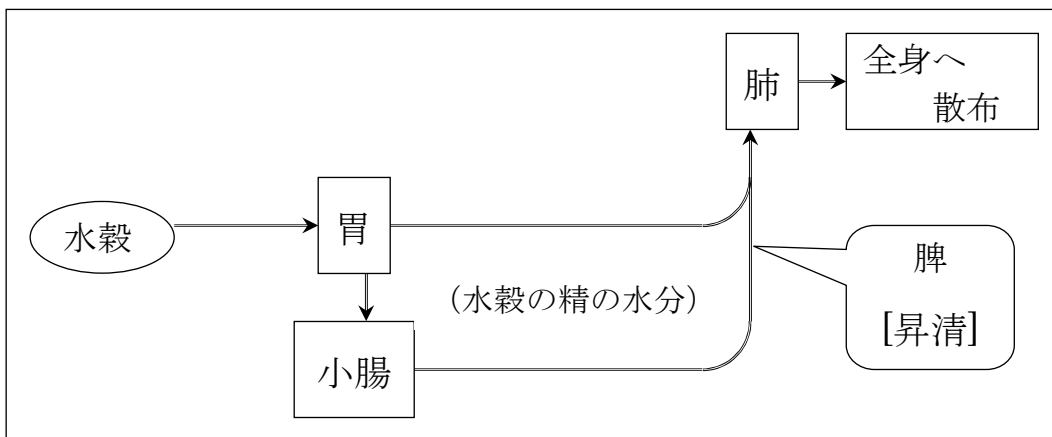 肺
全身へ
散布
水穀
胃
脾
[昇清]
(水穀の精の水分)
小腸